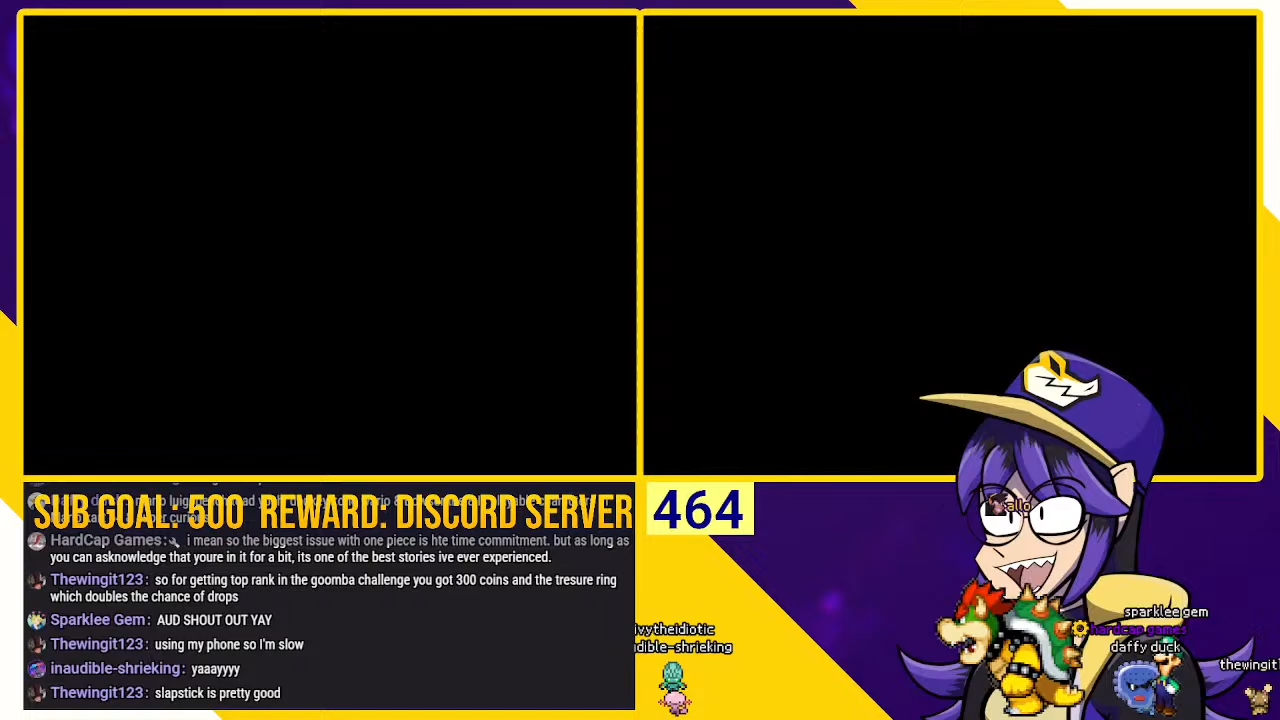 SUB GOAL: 500 REWARD: DISCORD SERVER
464
HardCap Games: i mean so the biggest issue with one piece is hte time commitment. but as long as
you can asknowledge that youre in it for a bit, its one of the best stories ive ever experienced.
Thewingit123: so for getting top rank in the goomba challenge you got 300 coins and the tresure ring
which doubles the chance of drops
Sparklee Gem: AUD SHOUT OUT YAY
Thewingit123: using my phone so I'm slow
inaudible-shrieking: yaaayyyy
Thewingit123: slapstick is pretty good
allo
ivytheidiotic
udible-shrieking
sparklee gem
hardcap games
daffy duck
thewingit